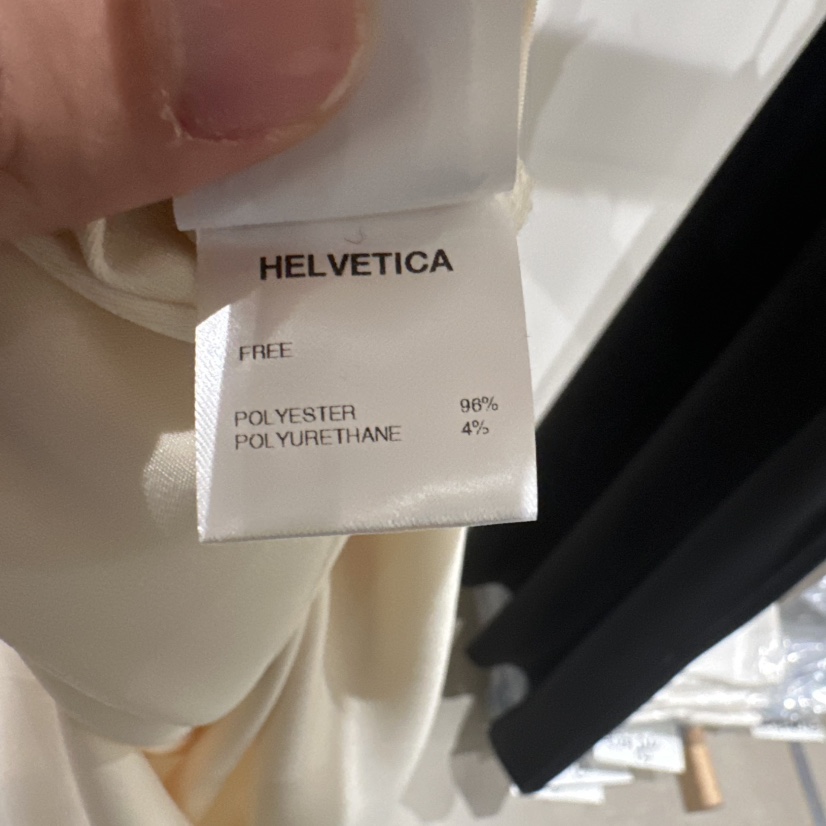 HELVETICA
FREE
POLYESTER 96%
POLYURETHANE 4%